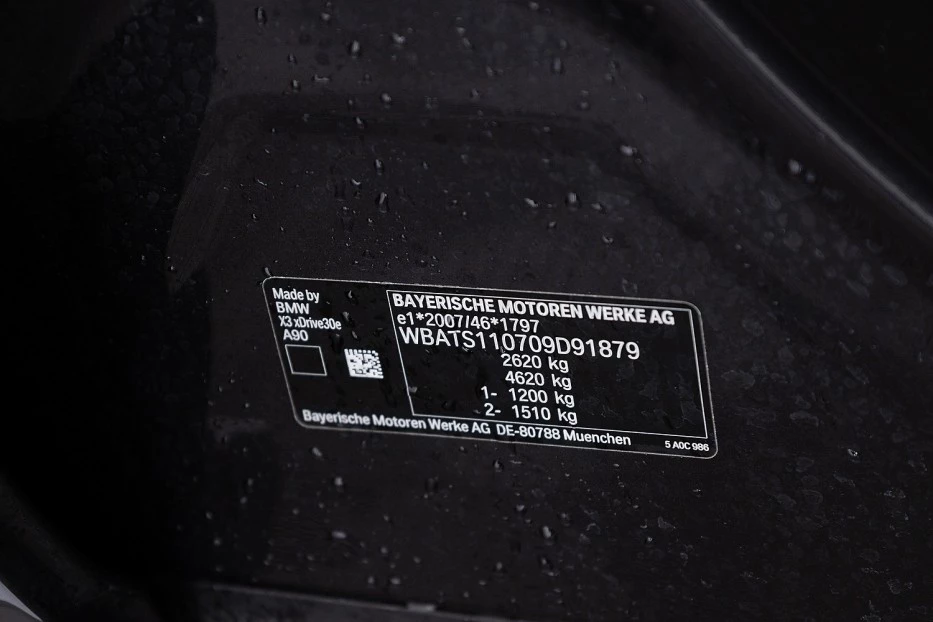 Made by
BMW
X3 xDrive30e
A90
BAYERISCHE MOTOREN WERKE AG
e1*2007/46*1797
WBATS110709D91879
2620 kg
4620 kg
1- 1200 kg
2- 1510 kg
Bayerische Motoren Werke AG DE-80788 Muenchen
5 A0C 986